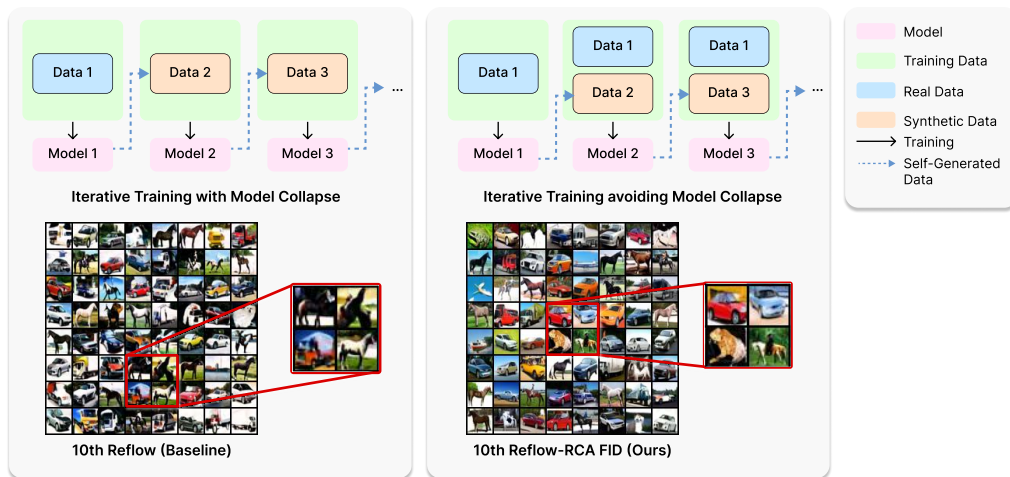 Data 1
Data 2
Data 3
...
Model 1
Model 2
Model 3
Iterative Training with Model Collapse
10th Reflow (Baseline)
Data 1
Data 1
Data 2
Data 1
Data 3
...
Model 1
Model 2
Model 3
Iterative Training avoiding Model Collapse
10th Reflow-RCA FID (Ours)
Model
Training Data
Real Data
Synthetic Data
Training
Self-Generated
Data